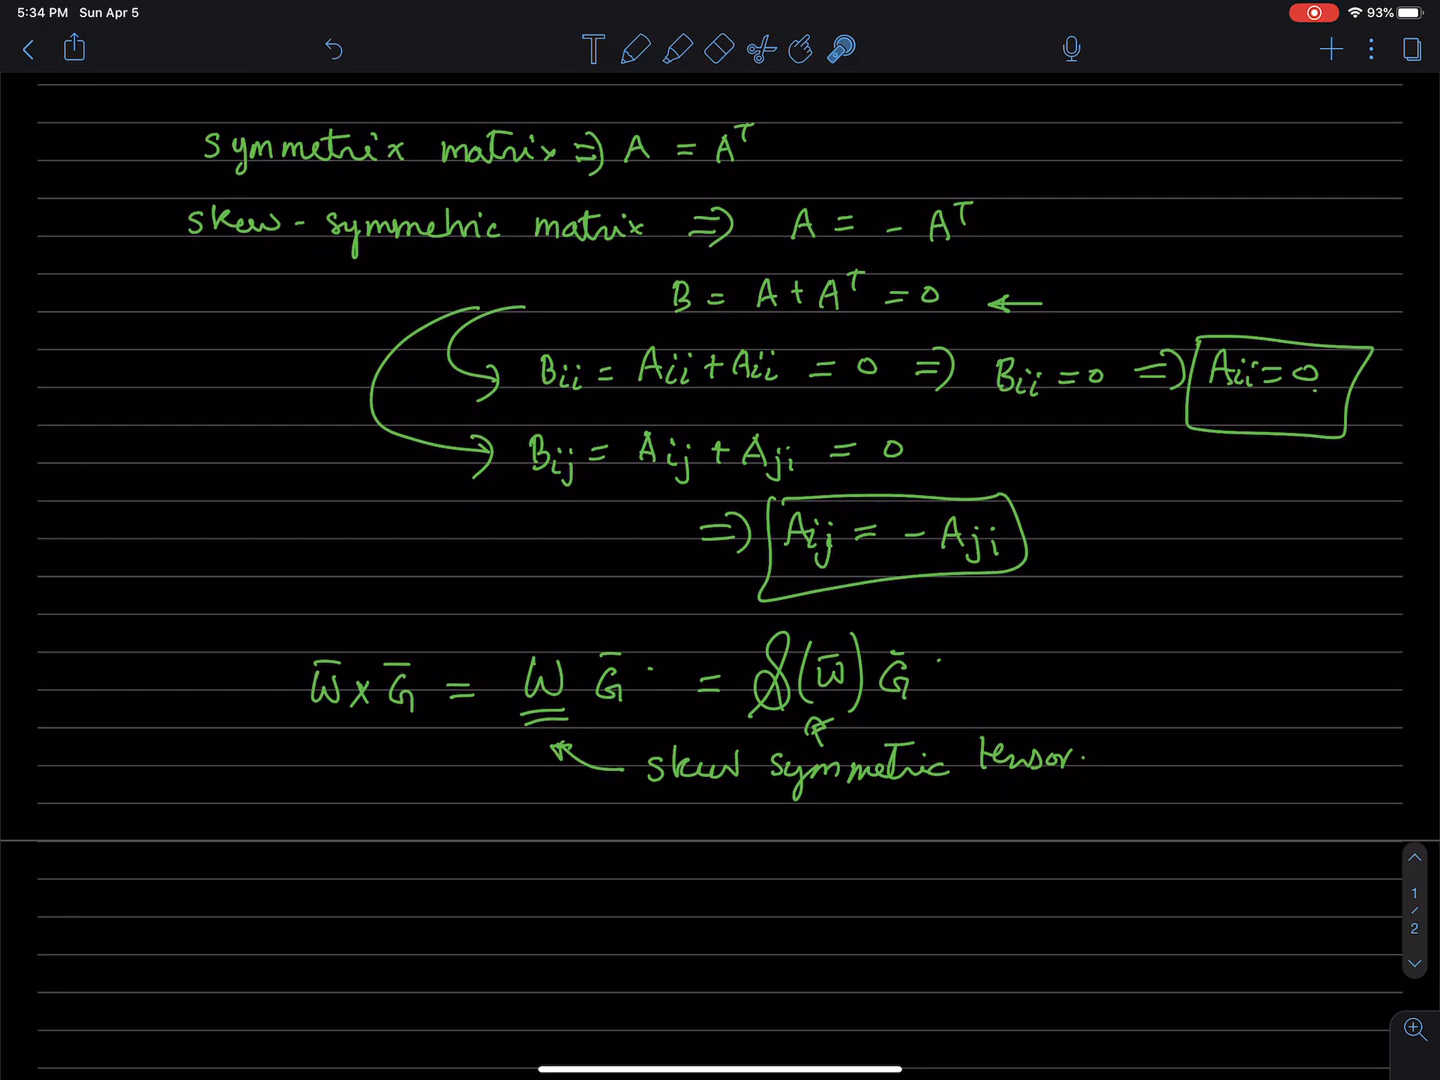 5:34 PM Sun Apr 5 93%
symmetrix matrix ⇒ A = Aᵀ
skew-symmetric matrix ⇒ A = - Aᵀ
B = A + Aᵀ = 0 ←
Bii = Aii + Aii = 0 ⇒ Bii = 0 ⇒ Aii = 0
Bij = Aij + Aji = 0
⇒ Aij = - Aji
ω̄ x Ḡ = W Ḡ = S(ω̄) Ḡ
skew symmetric tensor.
1
/
2